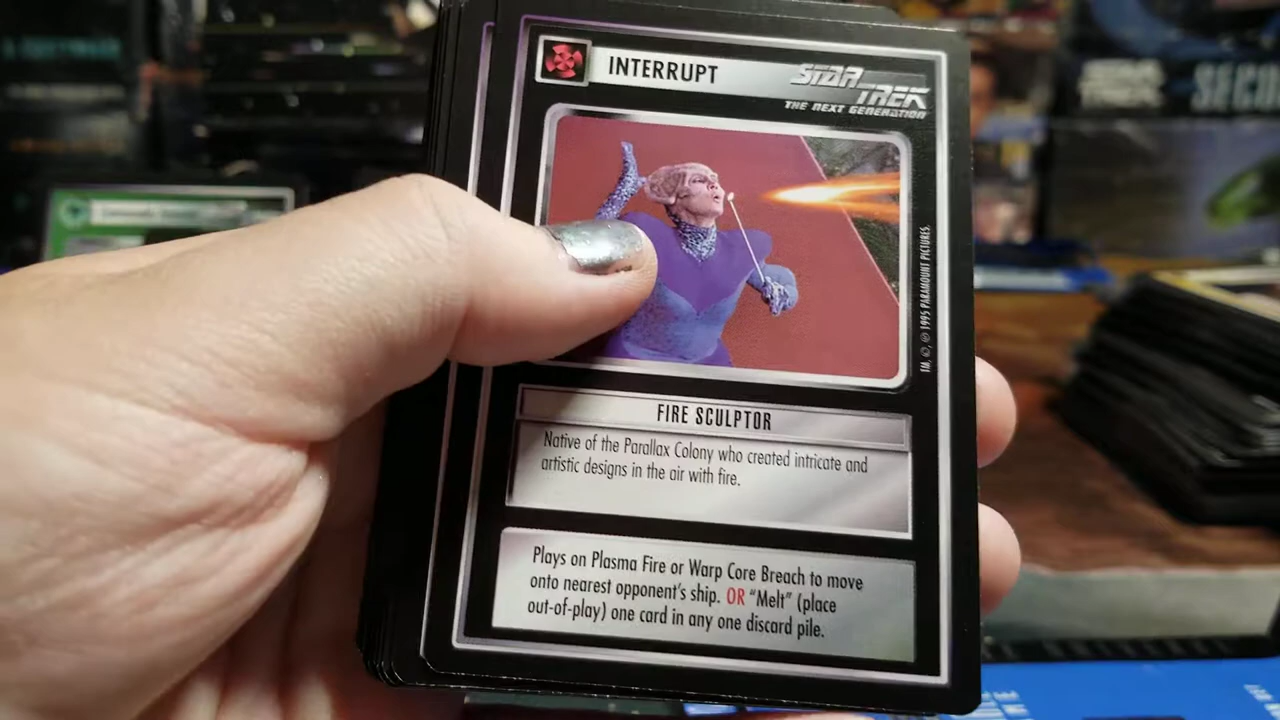 INTERRUPT
STAR TREK
THE NEXT GENERATION
TM, ©, ® 1995 PARAMOUNT PICTURES.
FIRE SCULPTOR
Native of the Parallax Colony who created intricate and
artistic designs in the air with fire.
Plays on Plasma Fire or Warp Core Breach to move
onto nearest opponent's ship. OR "Melt" (place
out-of-play) one card in any one discard pile.
STAR TREK